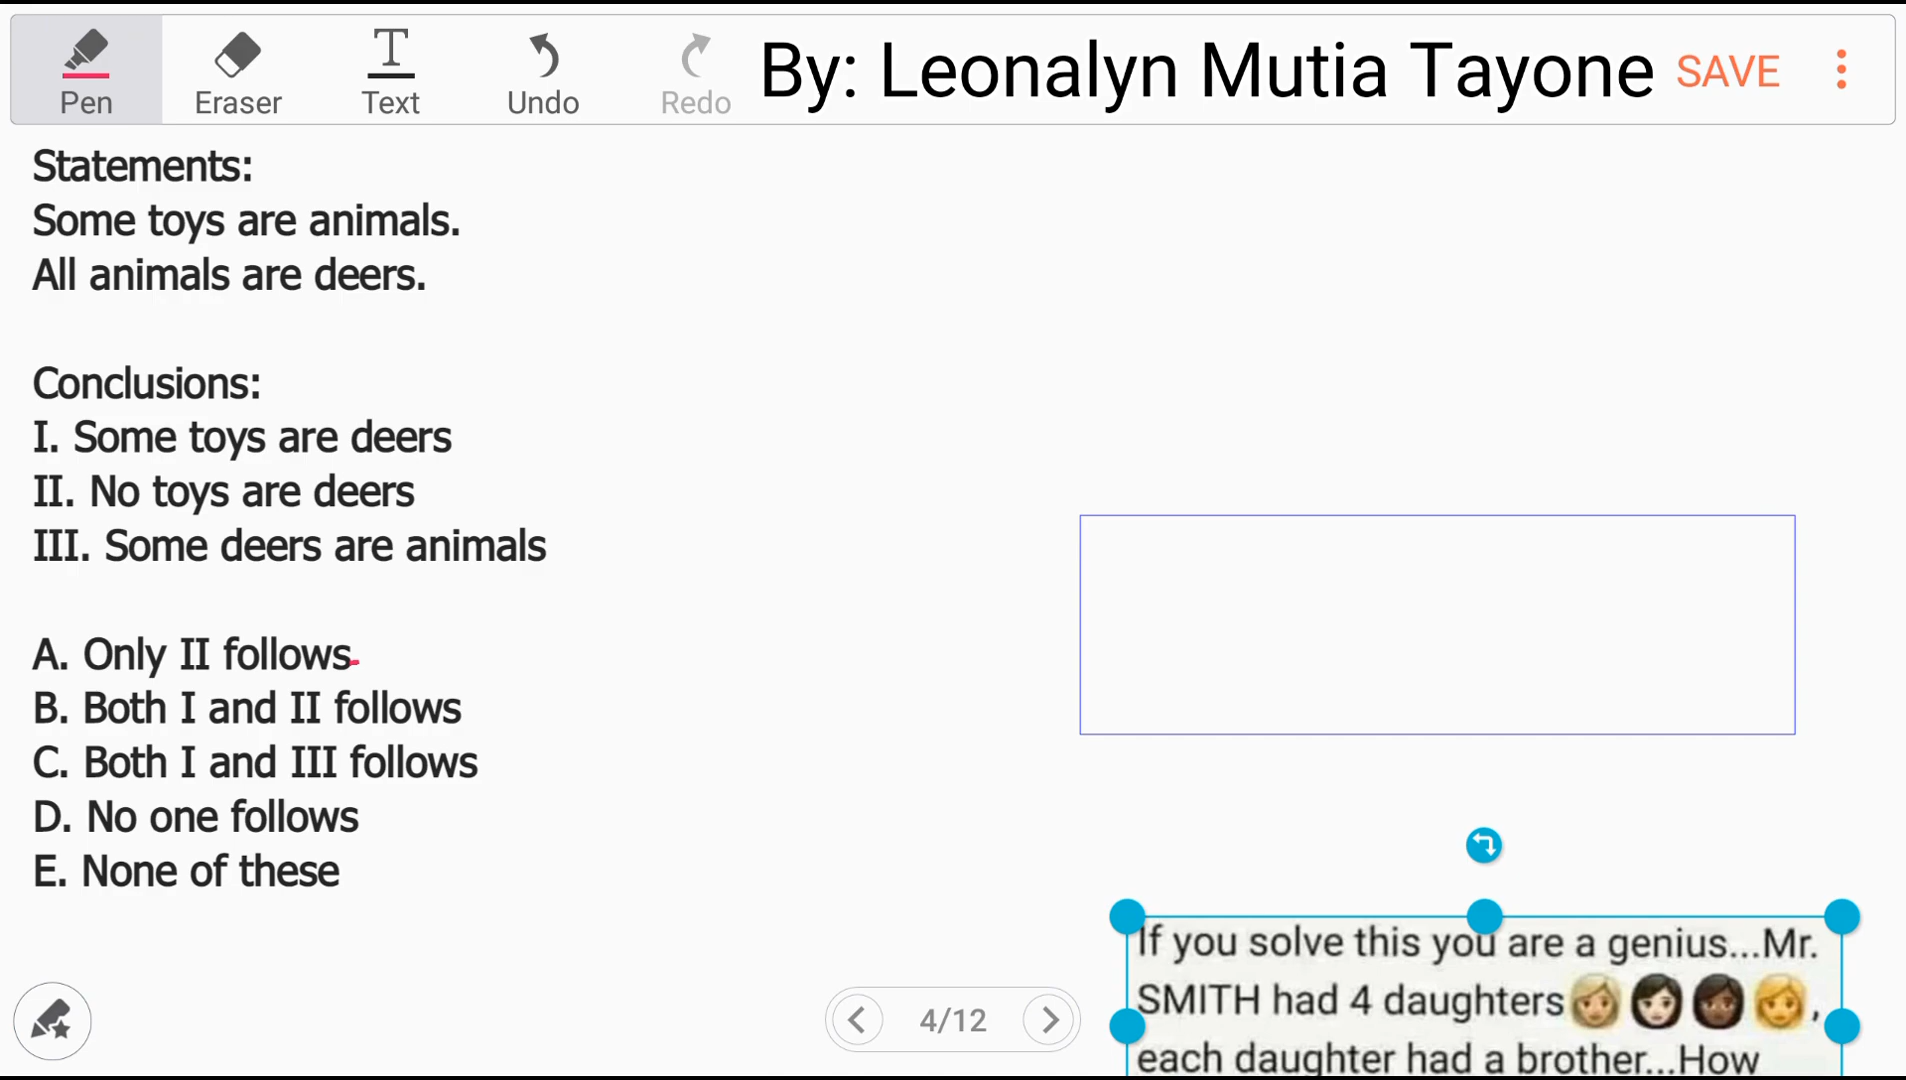 Pen
Eraser
Text
Undo
Redo
By: Leonalyn Mutia Tayone
SAVE
Statements:
Some toys are animals.
All animals are deers.
Conclusions:
I. Some toys are deers
II. No toys are deers
III. Some deers are animals
A. Only II follows
B. Both I and II follows
C. Both I and III follows
D. No one follows
E. None of these
4/12
If you solve this you are a genius...Mr.
SMITH had 4 daughters👩🏼👩🏻👩🏿👩,
each daughter had a brother...How